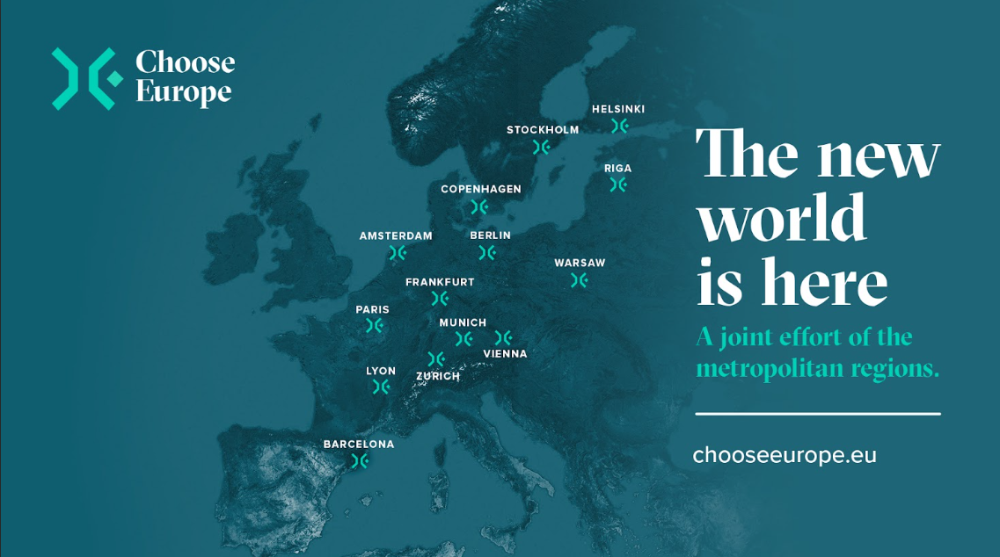 Choose
Europe
HELSINKI
STOCKHOLM
RIGA
COPENHAGEN
AMSTERDAM
BERLIN
WARSAW
FRANKFURT
PARIS
MUNICH
VIENNA
LYON
ZURICH
BARCELONA
The new
world
is here
A joint effort of the
metropolitan regions.
chooseeurope.eu